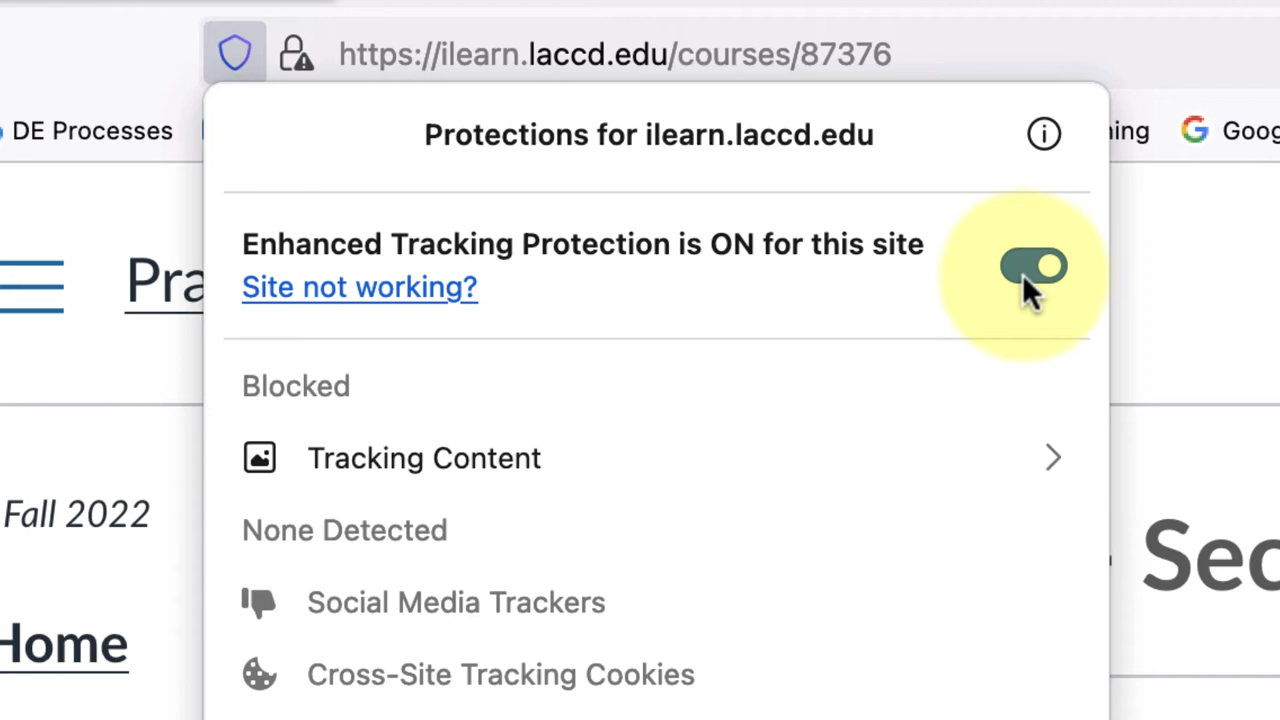 https://ilearn.laccd.edu/courses/87376
DE Processes
Goog
Protections for ilearn.laccd.edu
Pra
Enhanced Tracking Protection is ON for this site
Site not working?
Blocked
Tracking Content
Fall 2022
None Detected
Sec
Social Media Trackers
Home
Cross-Site Tracking Cookies